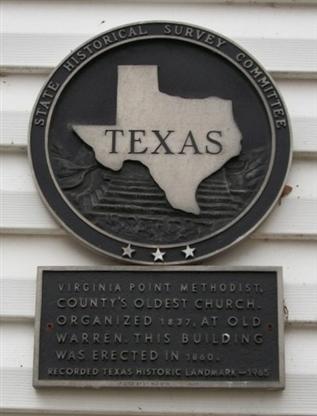 STATE HISTORICAL SURVEY COMMITTEE
TEXAS
VIRGINIA POINT METHODIST,
COUNTY'S OLDEST CHURCH.
ORGANIZED 1837, AT OLD
WARREN. THIS BUILDING
WAS ERECTED IN 1860.
RECORDED TEXAS HISTORIC LANDMARK—1965